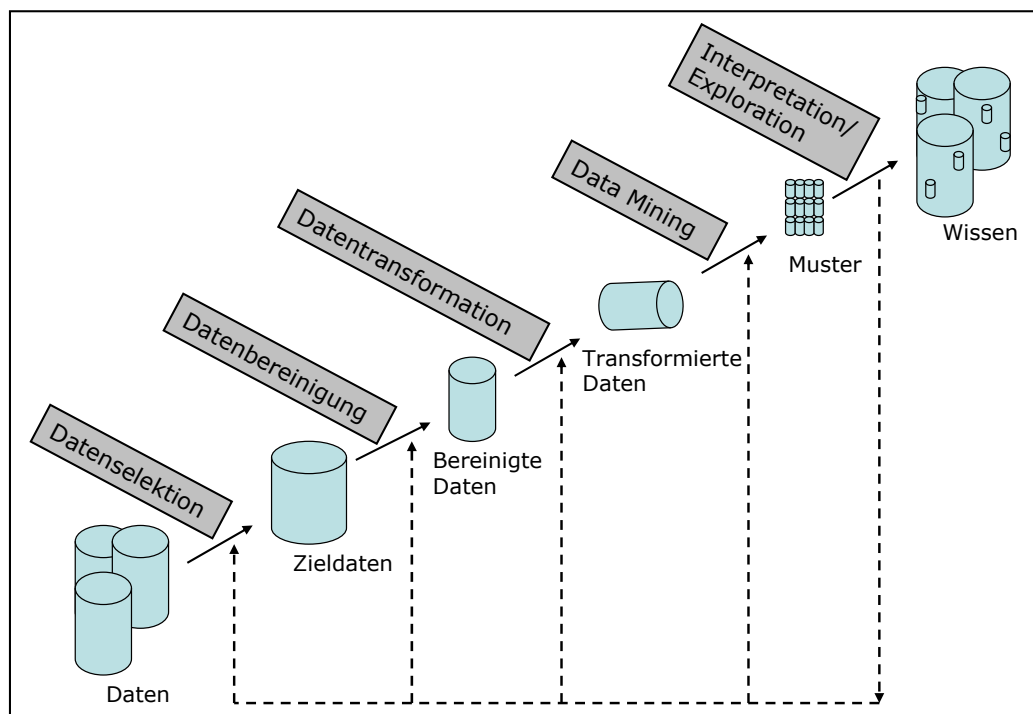 Datenselektion
Datenbereinigung
Datentransformation
Data Mining
Interpretation/
Exploration
Daten
Zieldaten
Bereinigte
Daten
Transformierte
Daten
Muster
Wissen